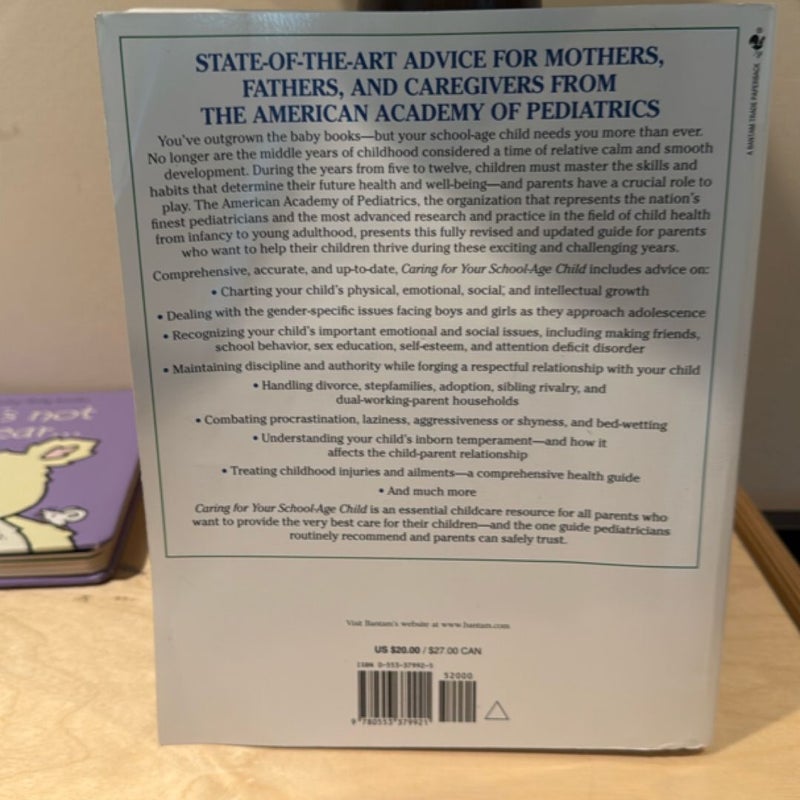 STATE-OF-THE-ART ADVICE FOR MOTHERS,
FATHERS, AND CAREGIVERS FROM
THE AMERICAN ACADEMY OF PEDIATRICS
You've outgrown the baby books—but your school-age child needs you more than ever.
No longer are the middle years of childhood considered a time of relative calm and smooth
development. During the years from five to twelve, children must master the skills and
habits that determine their future health and well-being—and parents have a crucial role to
play. The American Academy of Pediatrics, the organization that represents the nation's
finest pediatricians and the most advanced research and practice in the field of child health
from infancy to young adulthood, presents this fully revised and updated guide for parents
who want to help their children thrive during these exciting and challenging years.
Comprehensive, accurate, and up-to-date, Caring for Your School-Age Child includes advice on:
• Charting your child's physical, emotional, social, and intellectual growth
• Dealing with the gender-specific issues facing boys and girls as they approach adolescence
• Recognizing your child's important emotional and social issues, including making friends,
school behavior, sex education, self-esteem, and attention deficit disorder
• Maintaining discipline and authority while forging a respectful relationship with your child
• Handling divorce, stepfamilies, adoption, sibling rivalry, and
dual-working-parent households
• Combating procrastination, laziness, aggressiveness or shyness, and bed-wetting
• Understanding your child's inborn temperament—and how it
affects the child-parent relationship
• Treating childhood injuries and ailments—a comprehensive health guide
• And much more
Caring for Your School-Age Child is an essential childcare resource for all parents who
want to provide the very best care for their children—and the one guide pediatricians
routinely recommend and parents can safely trust.
Visit Bantam's website at www.bantam.com
US $20.00 / $27.00 CAN
ISBN 0-553-37992-5
52000
9 780553 379921
A BANTAM TRADE PAPERBACK
's not
ear...